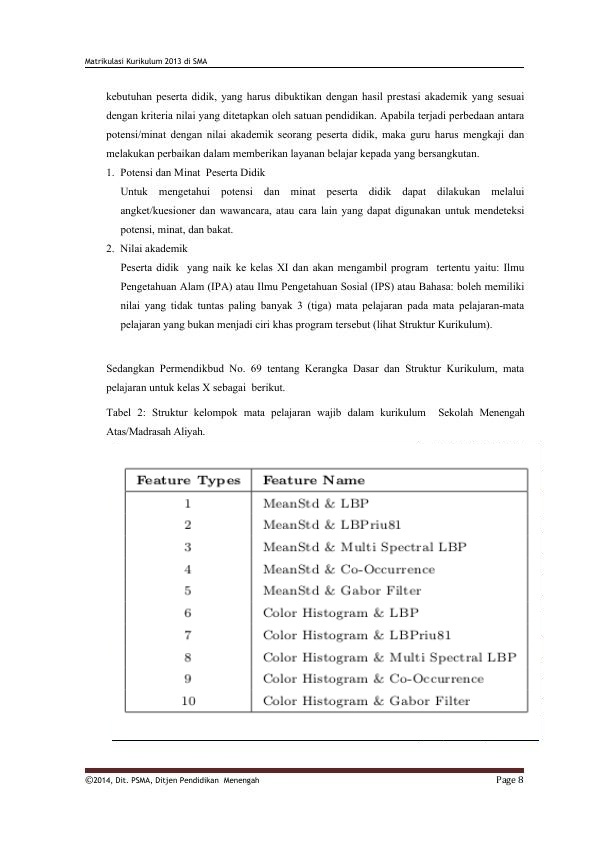 Matrikulasi Kurikulum 2013 di SMA
kebutuhan peserta didik, yang harus dibuktikan dengan hasil prestasi akademik yang sesuai
dengan kriteria nilai yang ditetapkan oleh satuan pendidikan. Apabila terjadi perbedaan antara
potensi/minat dengan nilai akademik seorang peserta didik, maka guru harus mengkaji dan
melakukan perbaikan dalam memberikan layanan belajar kepada yang bersangkutan.
1. Potensi dan Minat Peserta Didik
Untuk mengetahui potensi dan minat peserta didik dapat dilakukan melalui
angket/kuesioner dan wawancara, atau cara lain yang dapat digunakan untuk mendeteksi
potensi, minat, dan bakat.
2. Nilai akademik
Peserta didik yang naik ke kelas XI dan akan mengambil program tertentu yaitu: Ilmu
Pengetahuan Alam (IPA) atau Ilmu Pengetahuan Sosial (IPS) atau Bahasa: boleh memiliki
nilai yang tidak tuntas paling banyak 3 (tiga) mata pelajaran pada mata pelajaran-mata
pelajaran yang bukan menjadi ciri khas program tersebut (lihat Struktur Kurikulum).
Sedangkan Permendikbud No. 69 tentang Kerangka Dasar dan Struktur Kurikulum, mata
pelajaran untuk kelas X sebagai berikut.
Tabel 2: Struktur kelompok mata pelajaran wajib dalam kurikulum Sekolah Menengah
Atas/Madrasah Aliyah.
Feature Types Feature Name
1 MeanStd & LBP
2 MeanStd & LBPriu81
3 MeanStd & Multi Spectral LBP
4 MeanStd & Co-Occurrence
5 MeanStd & Gabor Filter
6 Color Histogram & LBP
7 Color Histogram & LBPriu81
8 Color Histogram & Multi Spectral LBP
9 Color Histogram & Co-Occurrence
10 Color Histogram & Gabor Filter
©2014, Dit. PSMA, Ditjen Pendidikan Menengah Page 8